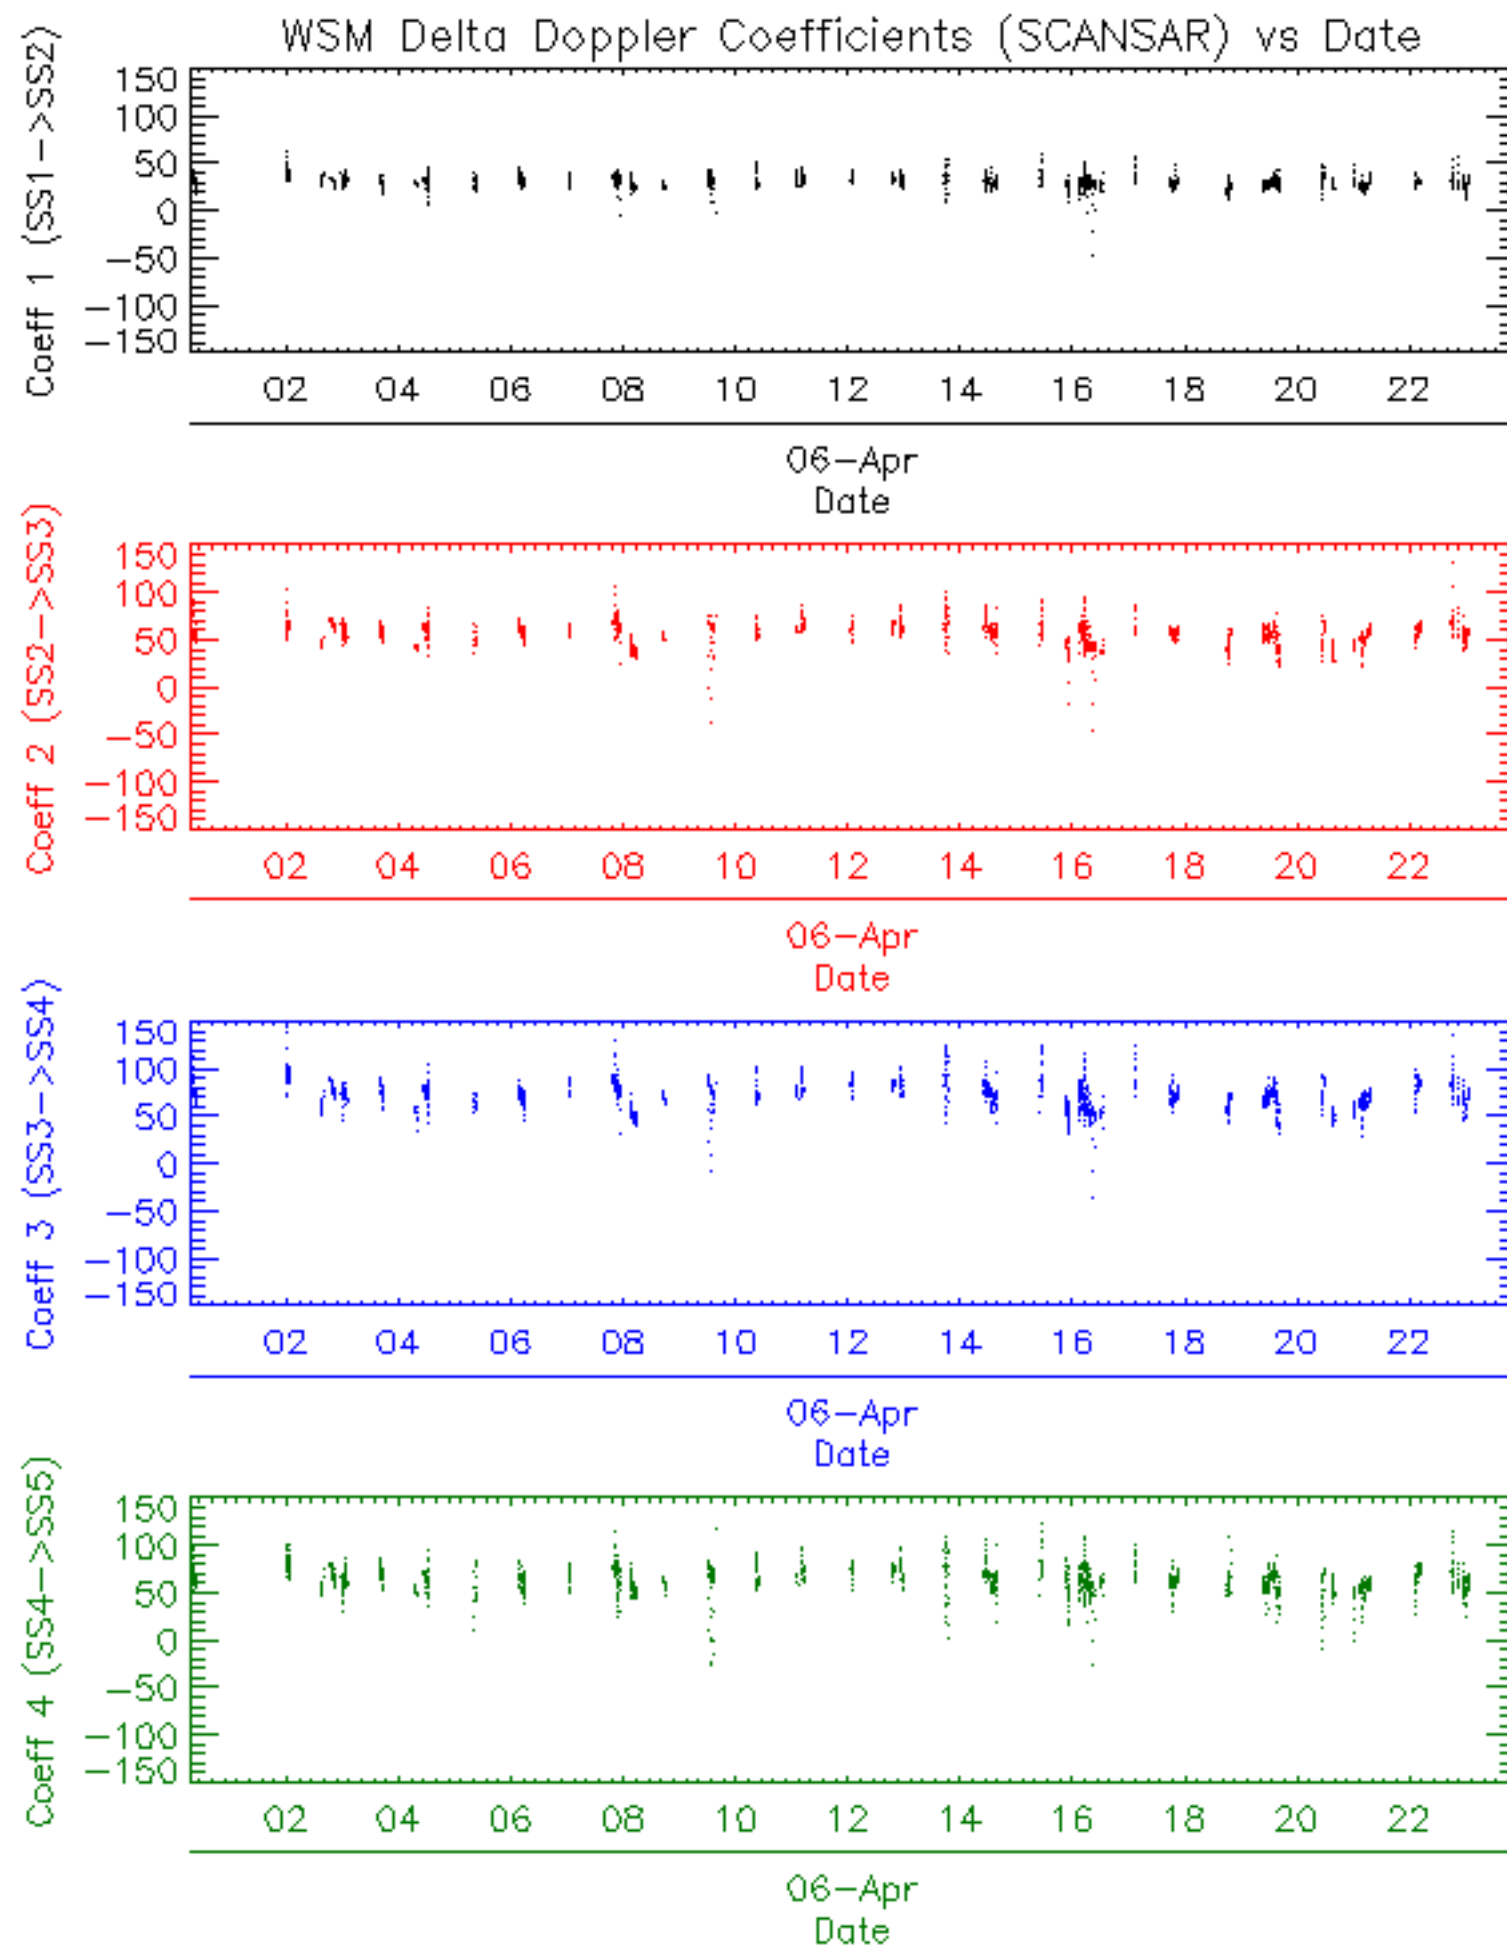 WSM Delta Doppler Coefficients (SCANSAR) vs Date
Coeff 1 (SS1->SS2)
150
100
50
0
-50
-100
-150
02 04 06 08 10 12 14 16 18 20 22
06-Apr
Date
Coeff 2 (SS2->SS3)
150
100
50
0
-50
-100
-150
02 04 06 08 10 12 14 16 18 20 22
06-Apr
Date
Coeff 3 (SS3->SS4)
150
100
50
0
-50
-100
-150
02 04 06 08 10 12 14 16 18 20 22
06-Apr
Date
Coeff 4 (SS4->SS5)
150
100
50
0
-50
-100
-150
02 04 06 08 10 12 14 16 18 20 22
06-Apr
Date